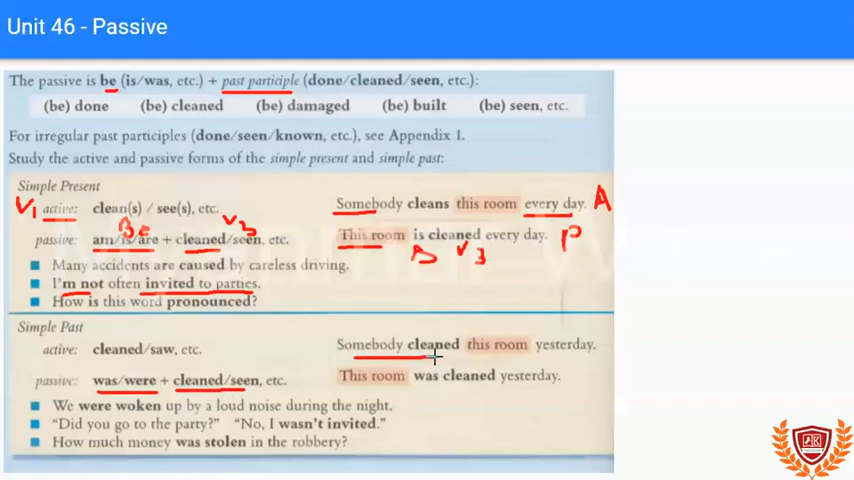 Unit 46 - Passive
The passive is be (is/was, etc.) + past participle (done/cleaned/seen, etc.):
(be) done (be) cleaned (be) damaged (be) built (be) seen, etc.
For irregular past participles (done/seen/known, etc.), see Appendix 1.
Study the active and passive forms of the simple present and simple past:
Simple Present
V1 active: clean(s) / see(s), etc. Somebody cleans this room every day. A
Be V3
passive: am/is/are + cleaned/seen, etc. This room is cleaned every day. P
V3
Many accidents are caused by careless driving.
I'm not often invited to parties.
How is this word pronounced?
Simple Past
active: cleaned/saw, etc. Somebody cleaned this room yesterday.
passive: was/were + cleaned/seen, etc. This room was cleaned yesterday.
We were woken up by a loud noise during the night.
"Did you go to the party?" "No, I wasn't invited."
How much money was stolen in the robbery?